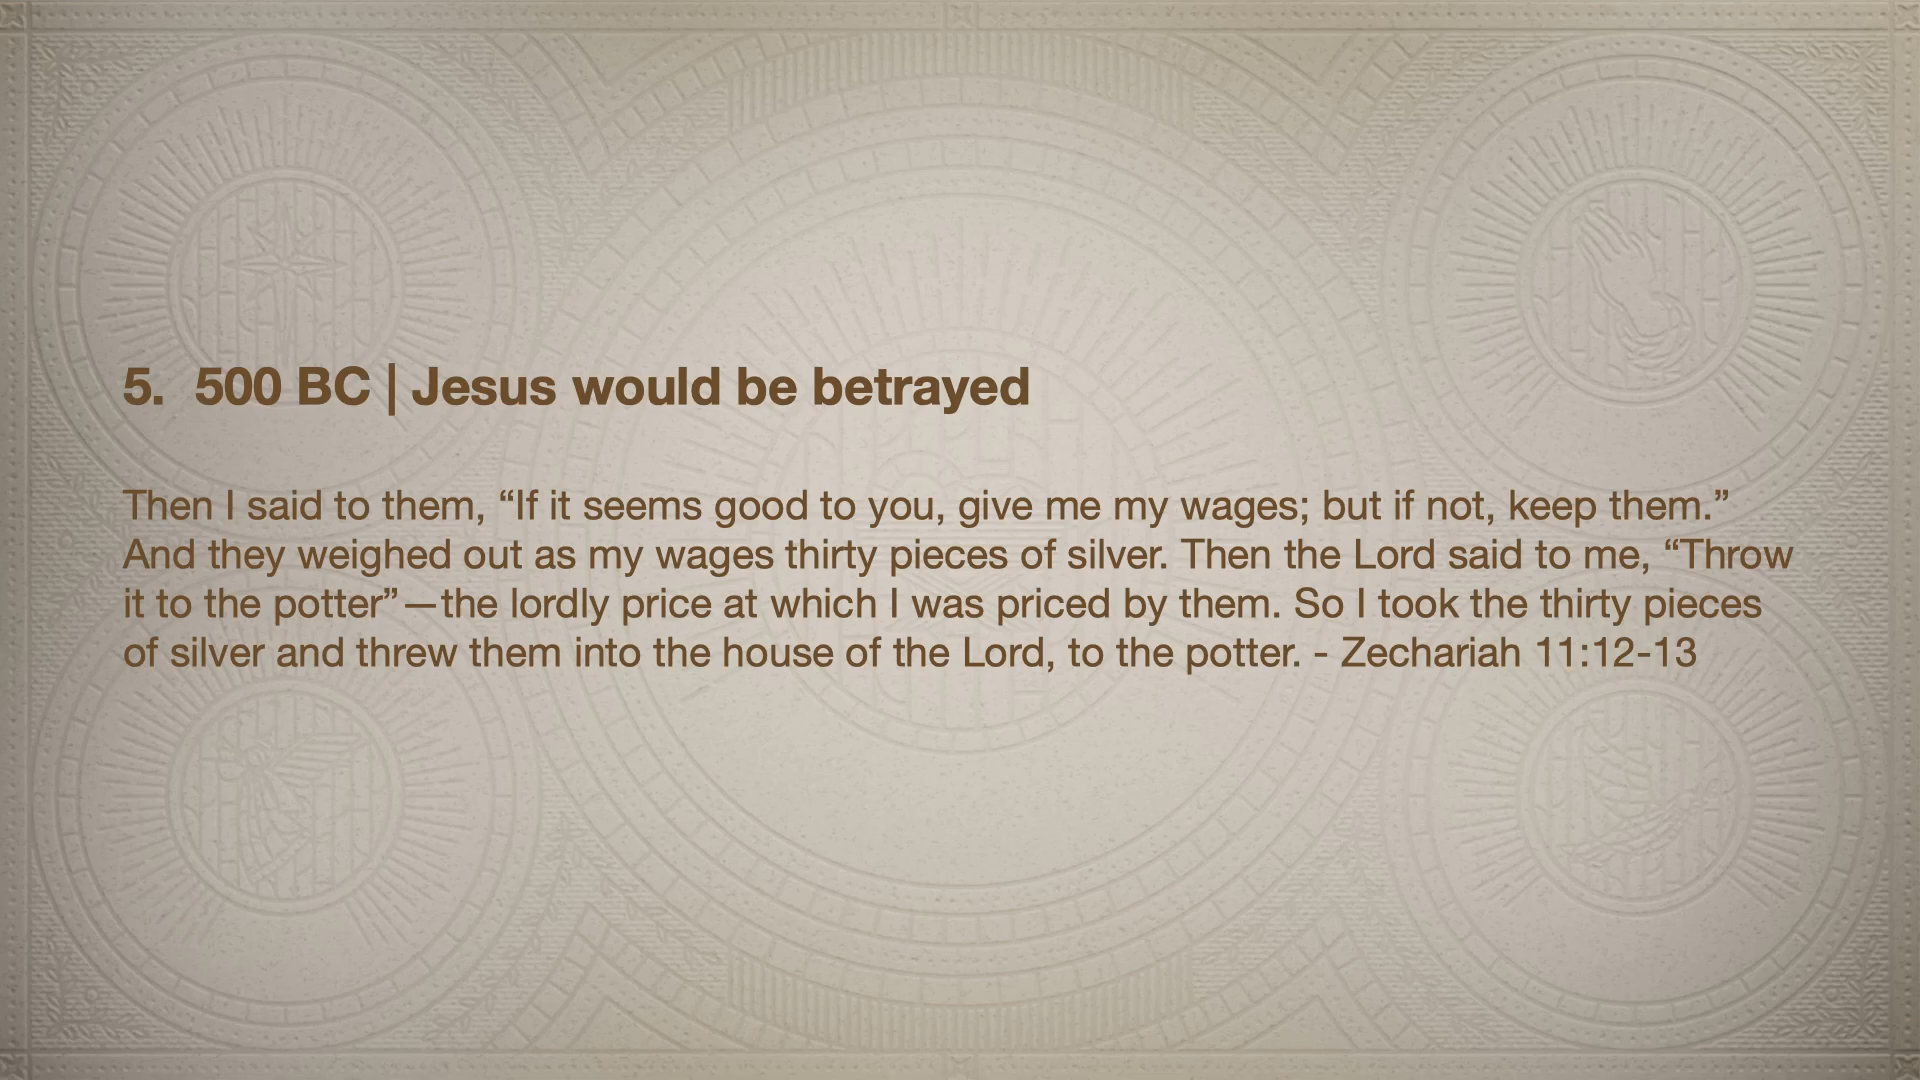 5. 500 BC | Jesus would be betrayed
Then I said to them, “If it seems good to you, give me my wages; but if not, keep them.”
And they weighed out as my wages thirty pieces of silver. Then the Lord said to me, “Throw
it to the potter”—the lordly price at which I was priced by them. So I took the thirty pieces
of silver and threw them into the house of the Lord, to the potter. - Zechariah 11:12-13